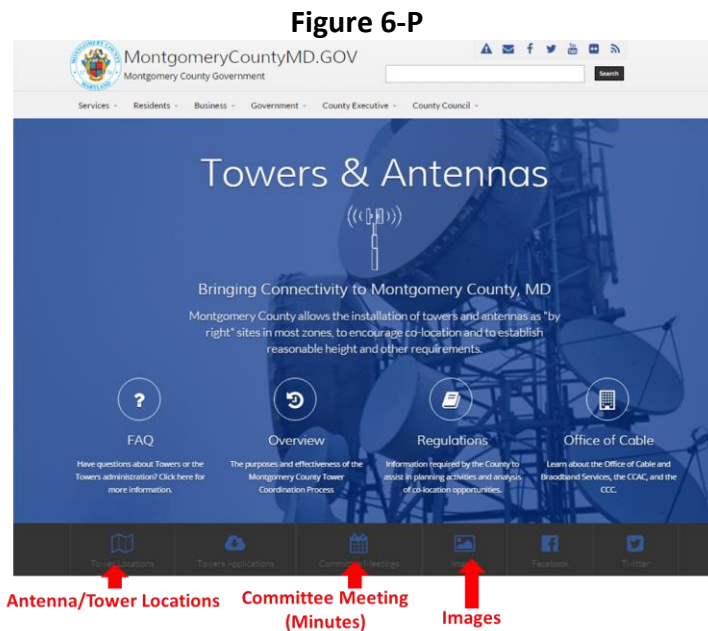 Figure 6-P
MontgomeryCountyMD.GOV
Montgomery County Government
Search
Services Residents Business Government County Executive County Council
Towers & Antennas
Bringing Connectivity to Montgomery County, MD
Montgomery County allows the installation of towers and antennas as "by
right" sites in most zones, to encourage co-location and to establish
reasonable height and other requirements.
?
FAQ
Have questions about Towers or the
Towers administration? Click here for
more information.
Overview
The purposes and effectiveness of the
Montgomery County Tower
Coordination Process
Regulations
Information required by the County to
assist in planning activities and analysis
of co-location opportunities.
Office of Cable
Learn about the Office of Cable and
Braodband Services, the CCAC, and the
CCC.
Tower Locations Towers Applications Committee Meetings Images Facebook Twitter
Antenna/Tower Locations
Committee Meeting
(Minutes)
Images